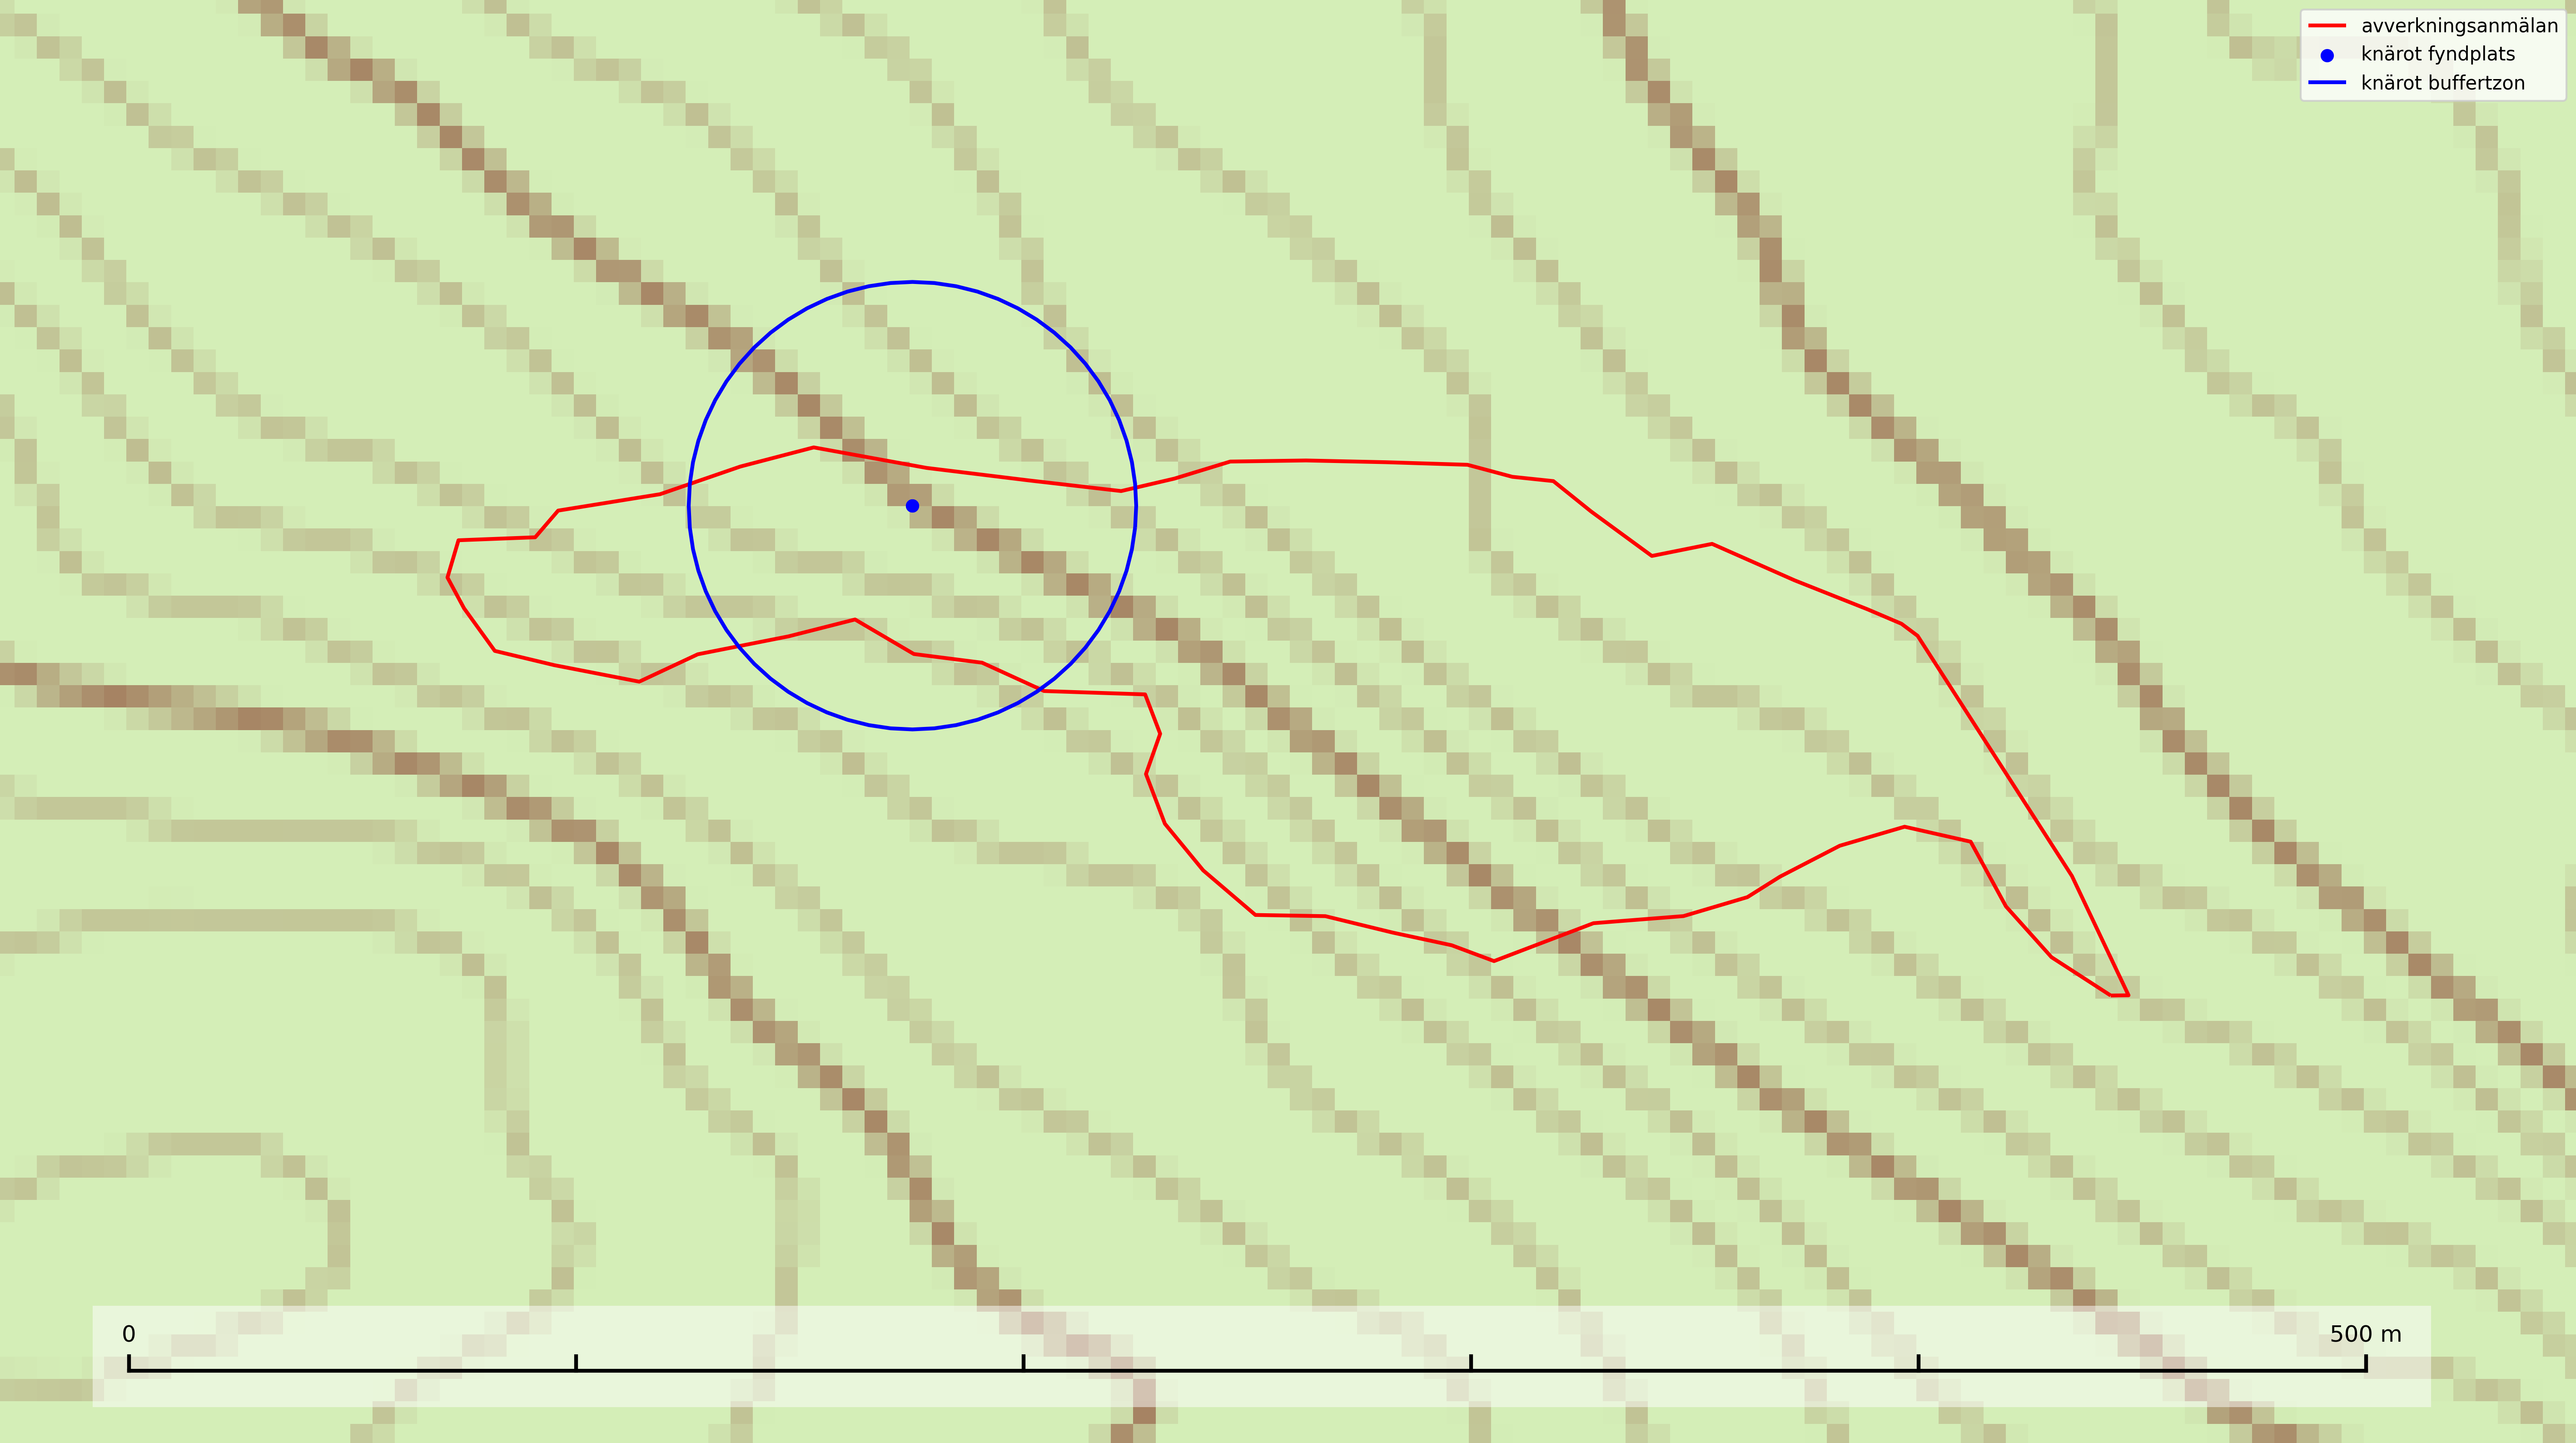 avverkningsanmälan
knärot fyndplats
knärot buffertzon
0
500 m